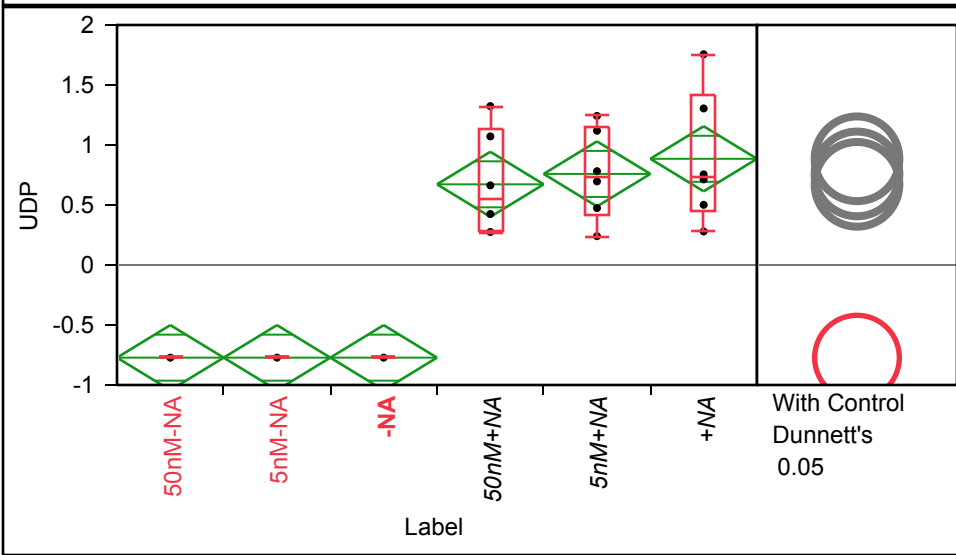 2
1.5
1
0.5
0
-0.5
-1
UDP
50nM-NA
5nM-NA
-NA
50nM+NA
5nM+NA
+NA
Label
With Control
Dunnett's
0.05